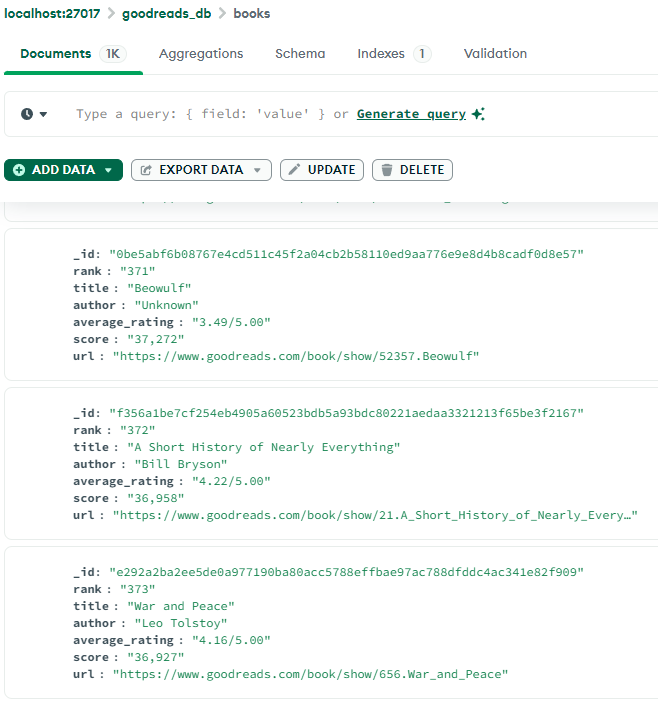 localhost:27017 > goodreads_db > books
Documents 1K Aggregations Schema Indexes 1 Validation
Type a query: { field: 'value' } or Generate query
ADD DATA EXPORT DATA UPDATE DELETE
_id: "0be5abf6b08767e4cd511c45f2a04cb2b58110ed9aa776e9e8d4b8cadf0d8e57"
rank : "371"
title : "Beowulf"
author : "Unknown"
average_rating : "3.49/5.00"
score : "37,272"
url : "https://www.goodreads.com/book/show/52357.Beowulf"
_id: "f356a1be7cf254eb4905a60523bdb5a93bdc80221aedaa3321213f65be3f2167"
rank : "372"
title : "A Short History of Nearly Everything"
author : "Bill Bryson"
average_rating : "4.22/5.00"
score : "36,958"
url : "https://www.goodreads.com/book/show/21.A_Short_History_of_Nearly_Every…"
_id: "e292a2ba2ee5de0a977190ba80acc5788effbae97ac788dfddc4ac341e82f909"
rank : "373"
title : "War and Peace"
author : "Leo Tolstoy"
average_rating : "4.16/5.00"
score : "36,927"
url : "https://www.goodreads.com/book/show/656.War_and_Peace"